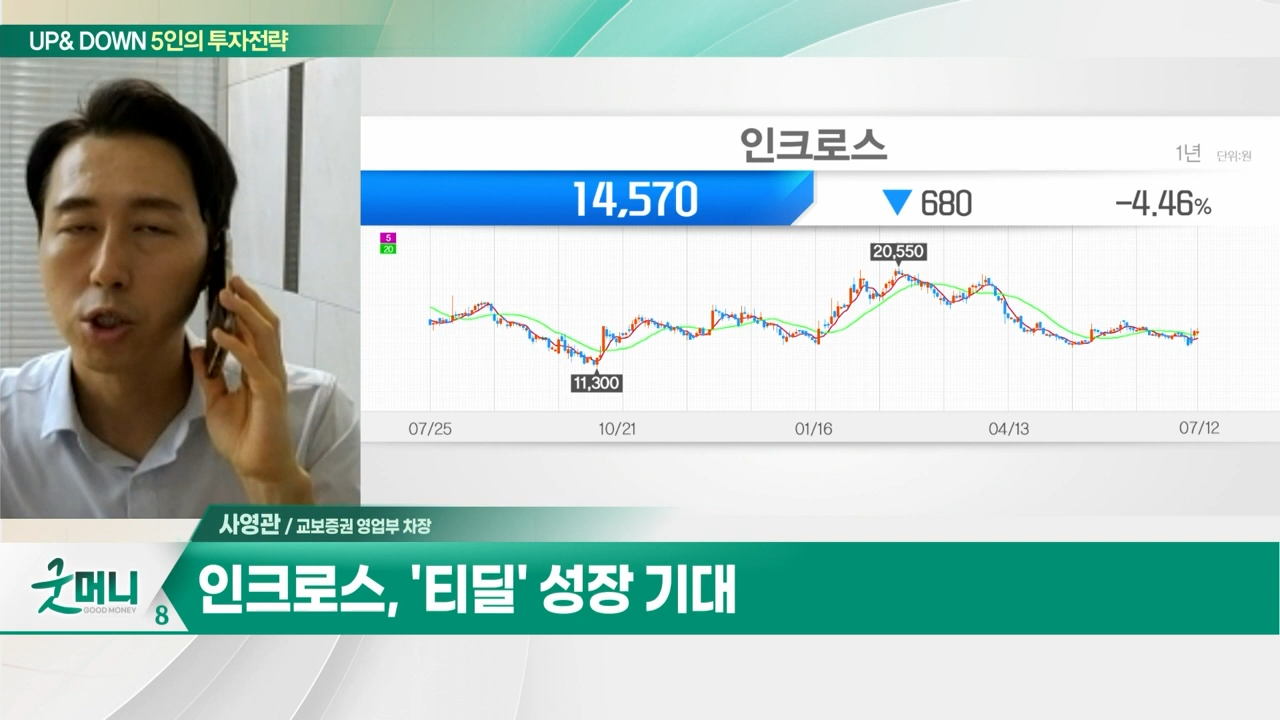 UP& DOWN 5인의 투자전략
인크로스
1년 단위:원
14,570 ▼ 680 -4.46%
5
20
20,550
11,300
07/25 10/21 01/16 04/13 07/12
사영관 / 교보증권 영업부 차장
굿머니
GOOD MONEY
8
인크로스, '티딜' 성장 기대